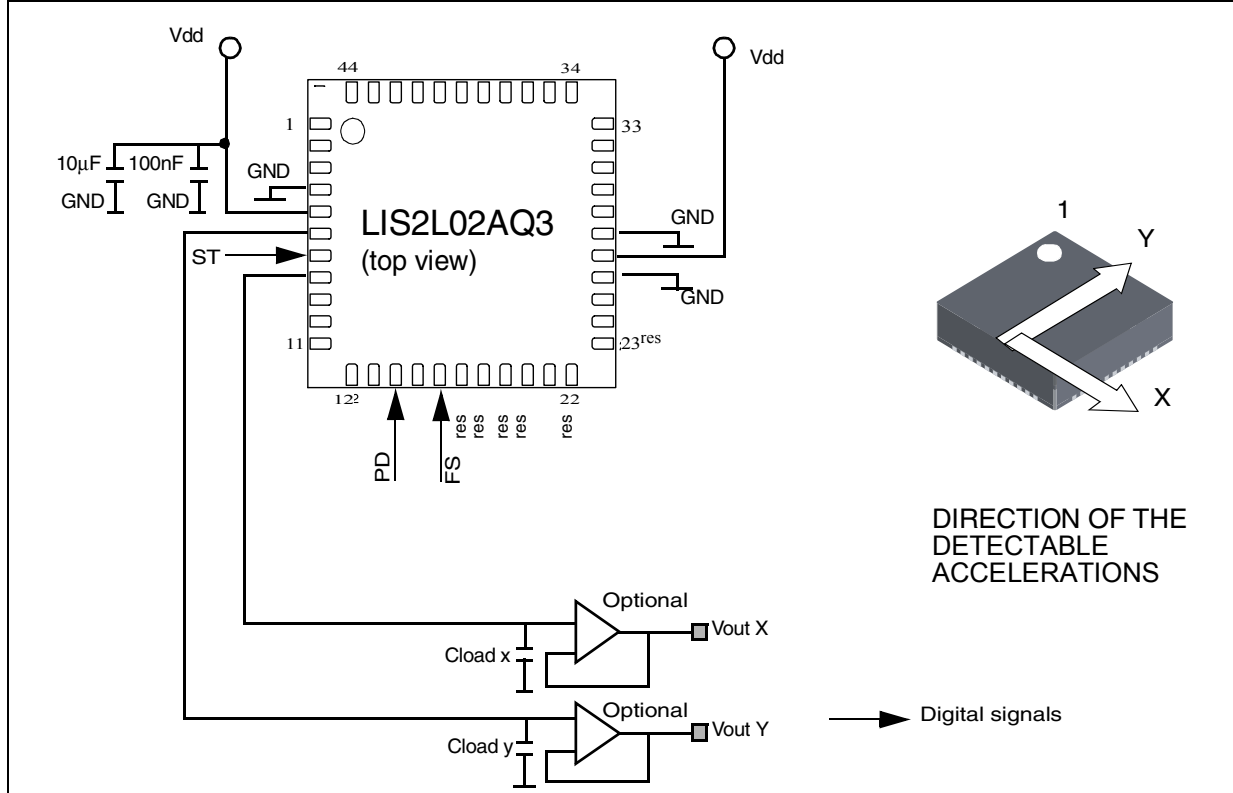 Vdd
Vdd
44
34
1
33
10µF
100nF
GND
GND
GND
GND
LIS2L02AQ3
(top view)
ST
GND
11
;23res
12²
22
res
res
res
res
res
PD
FS
1
Y
X
DIRECTION OF THE
DETECTABLE
ACCELERATIONS
Optional
Vout X
Cload x
Optional
Vout Y
Cload y
Digital signals